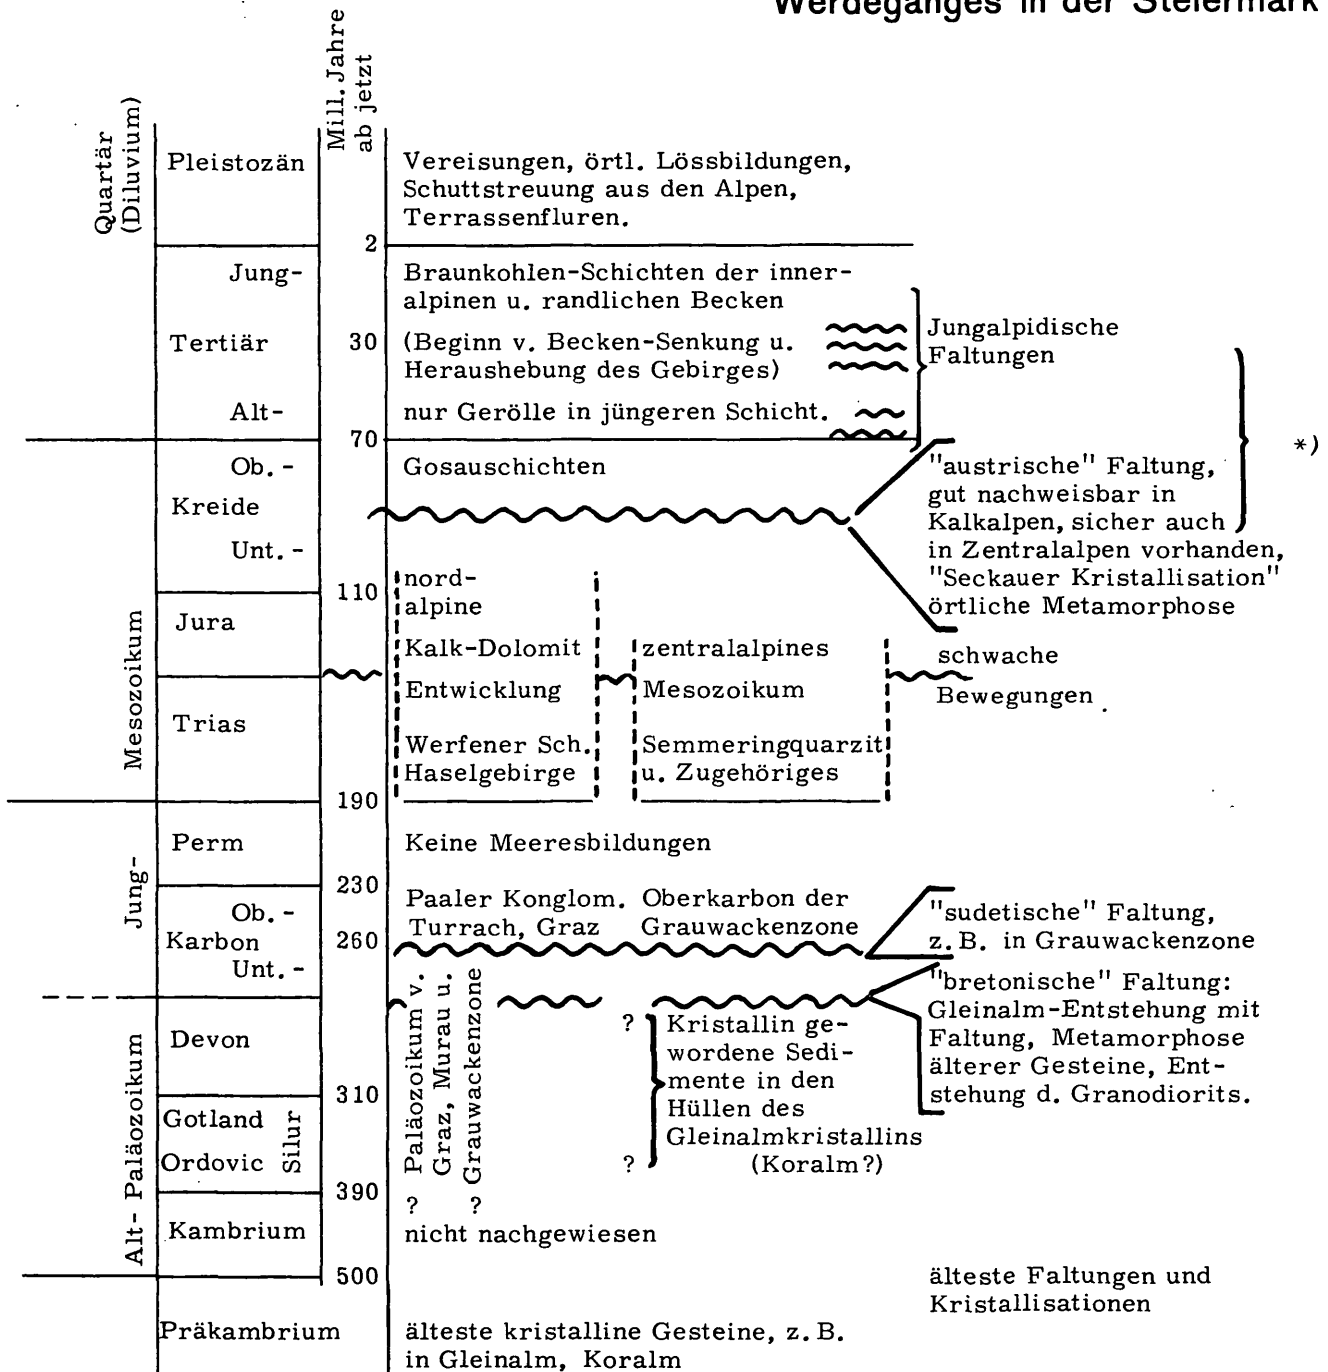 Werdeganges in der Steiermark
Mill. Jahre
ab jetzt
Quartär
(Diluvium)
Pleistozän
Vereisungen, örtl. Lössbildungen,
Schuttstreuung aus den Alpen,
Terrassenfluren.
2
Jung-
Braunkohlen-Schichten der inner-
alpinen u. randlichen Becken
Tertiär
30
(Beginn v. Becken-Senkung u.
Heraushebung des Gebirges)
Jungalpidische
Faltungen
Alt-
nur Gerölle in jüngeren Schicht.
70
*)
Mesozoikum
Ob. -
Gosauschichten
Kreide
Unt. -
"austrische" Faltung,
gut nachweisbar in
Kalkalpen, sicher auch
in Zentralalpen vorhanden,
"Seckauer Kristallisation"
örtliche Metamorphose
110
Jura
Trias
nord-
alpine
Kalk-Dolomit
Entwicklung
Werfener Sch.
Haselgebirge
zentralalpines
Mesozoikum
Semmeringquarzit
u. Zugehöriges
schwache
Bewegungen
190
Jung-
Perm
Keine Meeresbildungen
230
Ob. -
Karbon
Unt. -
260
Paaler Konglom.
Turrach, Graz
Oberkarbon der
Grauwackenzone
"sudetische" Faltung,
z. B. in Grauwackenzone
Alt- Paläozoikum
Devon
310
Gotland
Ordovic
Silur
390
Paläozoikum v.
Graz, Murau u.
Grauwackenzone
? ?
?
?
Kristallin ge-
wordene Sedi-
mente in den
Hüllen des
Gleinalmkristallins
(Koralm?)
"bretonische" Faltung:
Gleinalm-Entstehung mit
Faltung, Metamorphose
älterer Gesteine, Ent-
stehung d. Granodiorits.
Kambrium
nicht nachgewiesen
500
älteste Faltungen und
Kristallisationen
Präkambrium
älteste kristalline Gesteine, z. B.
in Gleinalm, Koralm